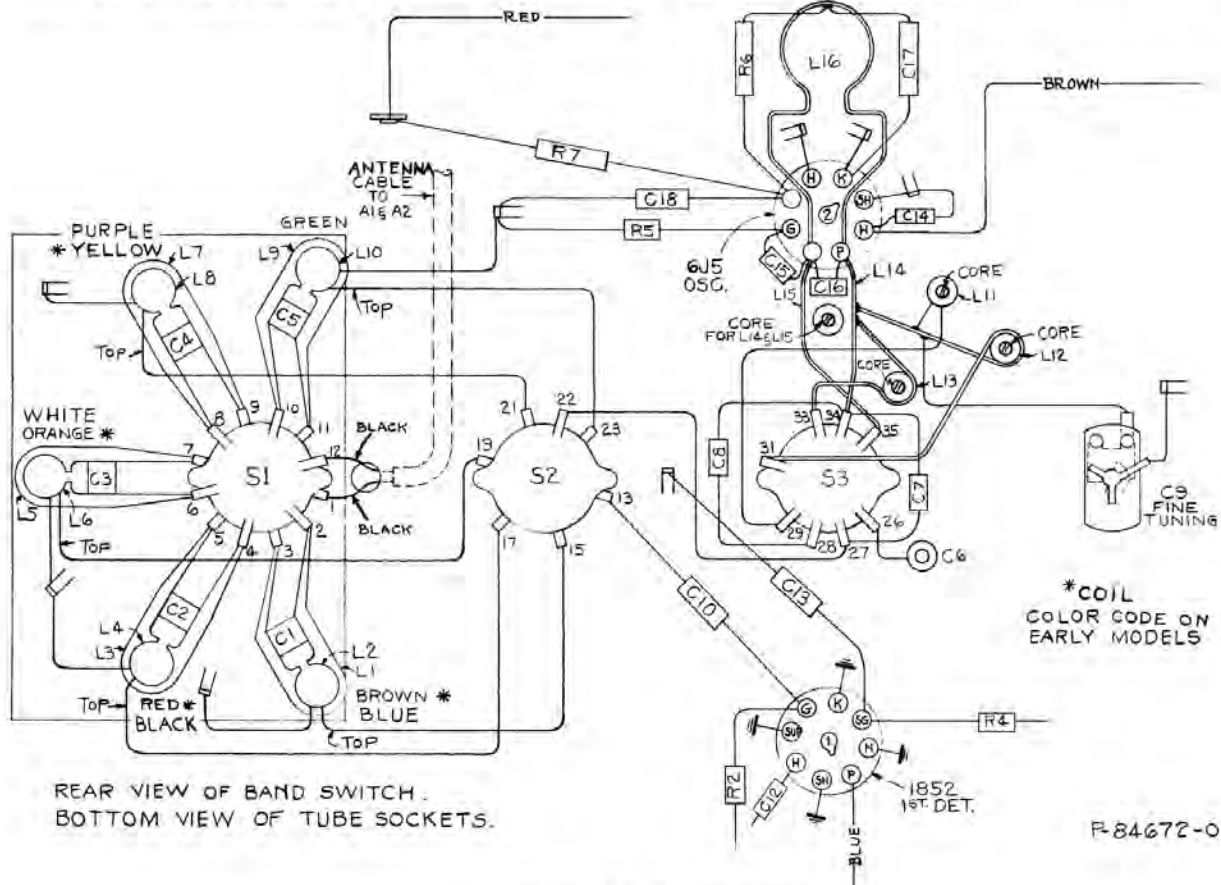 RED
R6
L16
C17
BROWN
R7
ANTENNA
CABLE
TO
A1 & A2
C18
R5
H
K
SH
G
2
H
C14
P
C15
C16
L15
L14
6J5
OSC.
CORE
FOR L14 & L15
CORE
L11
CORE
L12
CORE
L13
PURPLE
* YELLOW
L7
L8
C4
TOP
GREEN
L9
L10
C5
TOP
WHITE
ORANGE *
C3
L5
L6
TOP
S1
8
9
10
11
7
12
6
1
5
4
3
2
BLACK
BLACK
S2
21
22
23
19
13
17
15
S3
33
34
35
31
29
28
27
26
C8
C7
C6
C9
FINE
TUNING
L4
L3
C2
TOP
RED *
BLACK
C1
L2
L1
BROWN *
BLUE
TOP
C10
C13
G
K
SG
SUP
1
H
H
SH
P
R2
C12
R4
1852
1ST. DET.
BLUE
* COIL
COLOR CODE ON
EARLY MODELS
REAR VIEW OF BAND SWITCH.
BOTTOM VIEW OF TUBE SOCKETS.
P-84672-0